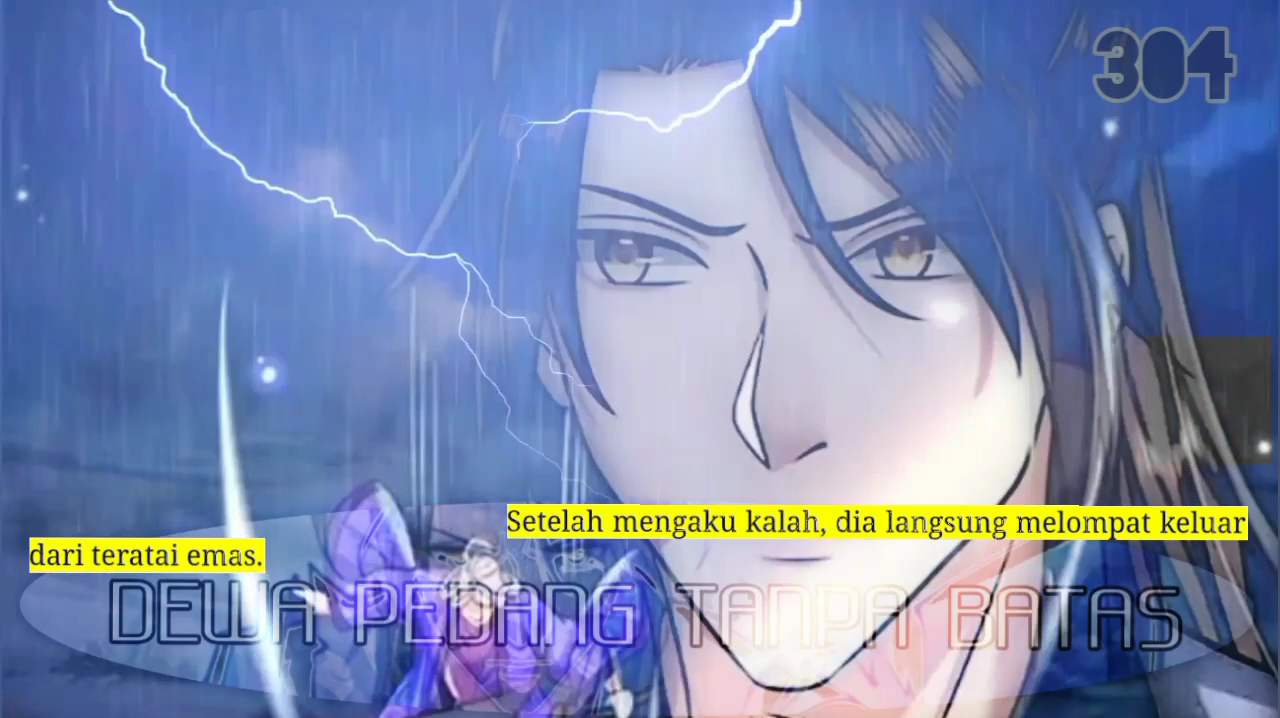 304
Setelah mengaku kalah, dia langsung melompat keluar
dari teratai emas.
DEWA PEDANG TANPA BATAS